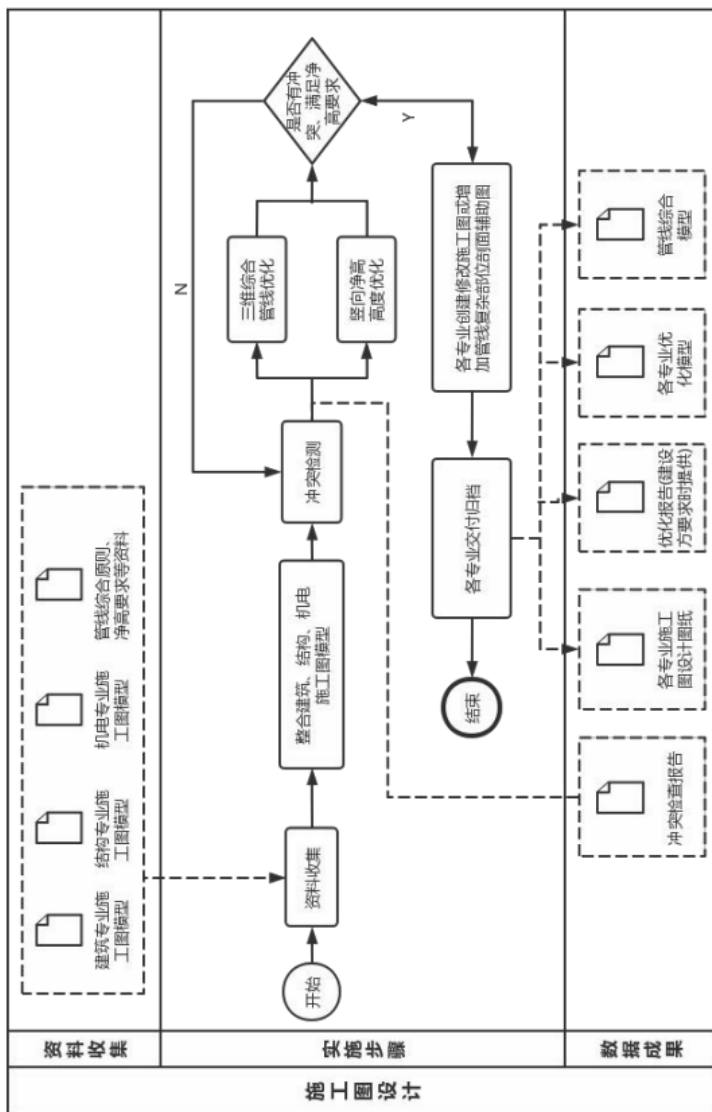 施工图设计
资料收集
建筑专业施
工图模型
结构专业施
工图模型
机电专业施
工图模型
管线综合原则、
净高要求等资料
实施步骤
开始
资料收集
整合建筑、结构、机电
施工图模型
冲突检测
三维综合
管线优化
竖向净高
高度优化
是否有冲
突、满足净
高要求
N
Y
各专业创建修改施工图或增
加管线复杂部位剖面辅助图
各专业交付归档
结束
数据成果
冲突检查报告
各专业施工
图设计图纸
优化报告(建设
方要求时提供)
各专业优
化模型
管线综合
模型